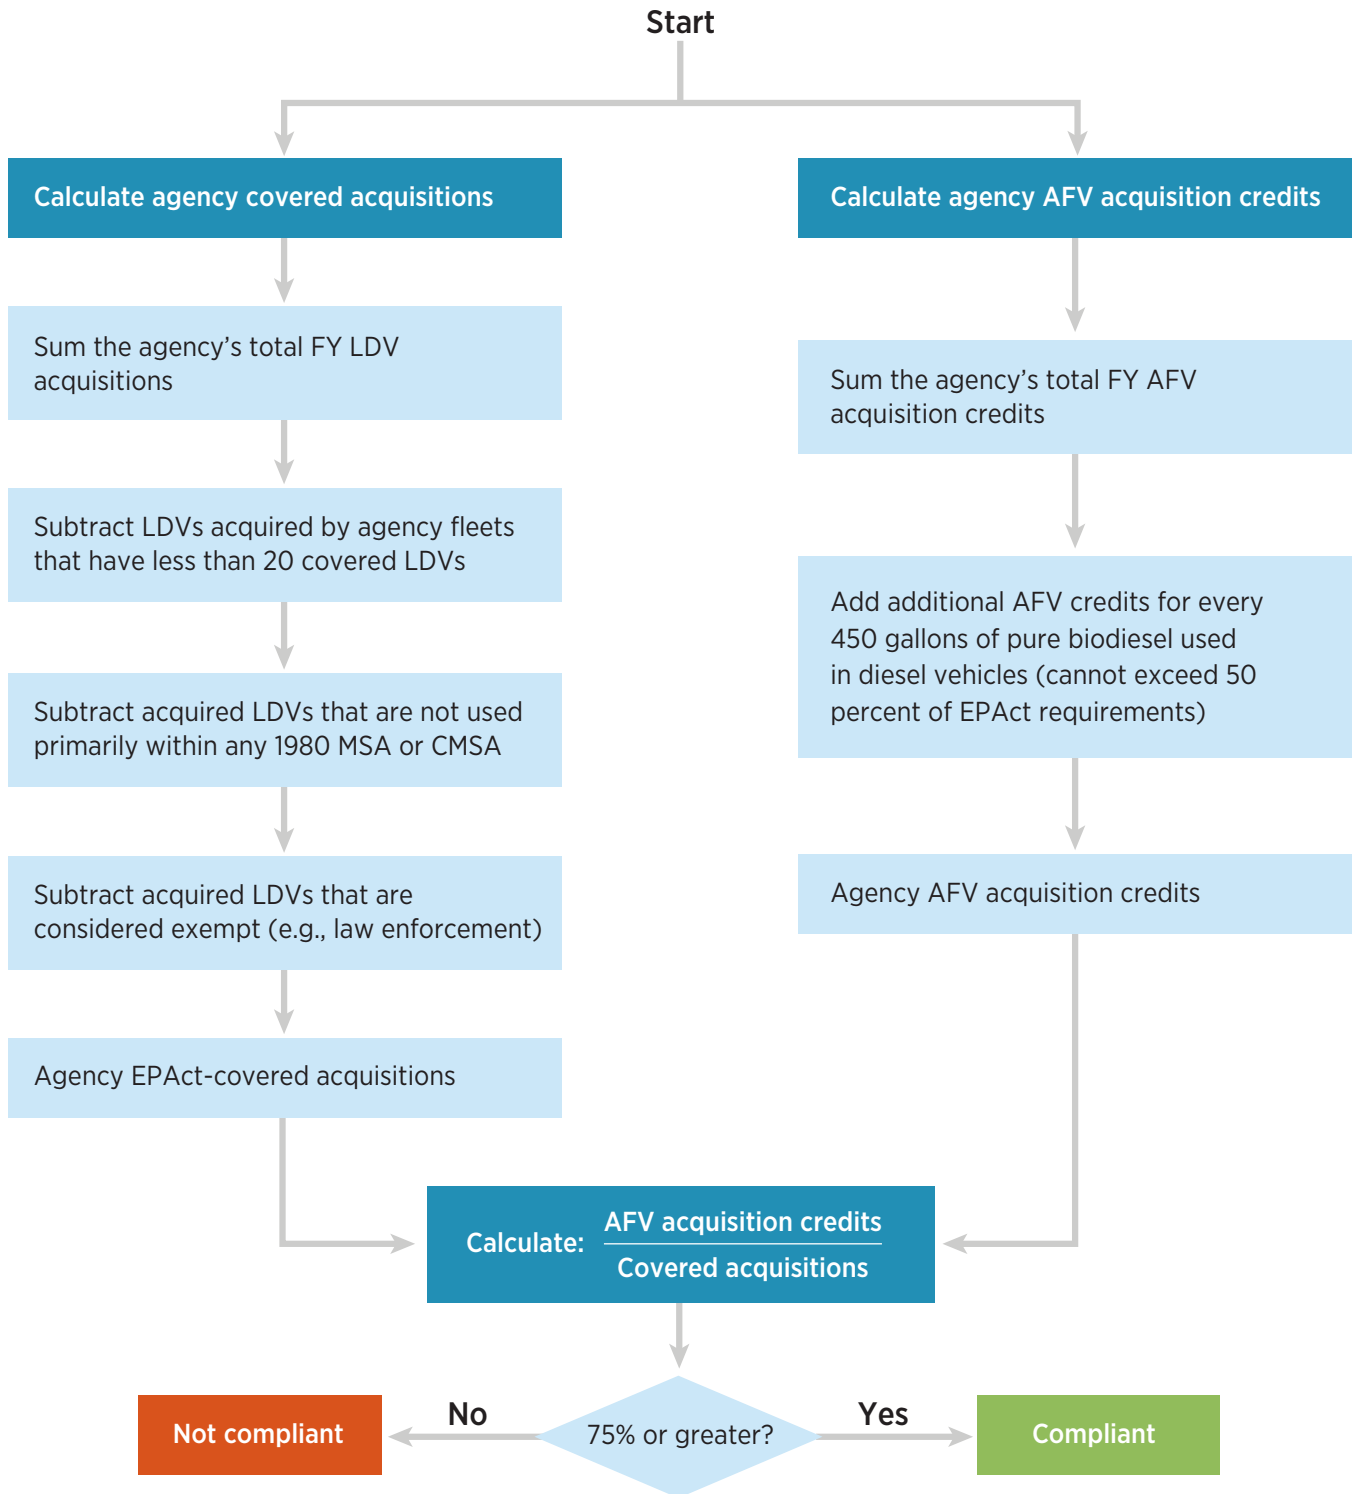 Start
Calculate agency covered acquisitions
Sum the agency’s total FY LDV
acquisitions
Subtract LDVs acquired by agency fleets
that have less than 20 covered LDVs
Subtract acquired LDVs that are not used
primarily within any 1980 MSA or CMSA
Subtract acquired LDVs that are
considered exempt (e.g., law enforcement)
Agency EPAct-covered acquisitions
Calculate agency AFV acquisition credits
Sum the agency’s total FY AFV
acquisition credits
Add additional AFV credits for every
450 gallons of pure biodiesel used
in diesel vehicles (cannot exceed 50
percent of EPAct requirements)
Agency AFV acquisition credits
Calculate:
AFV acquisition credits
Covered acquisitions
75% or greater?
No
Not compliant
Yes
Compliant